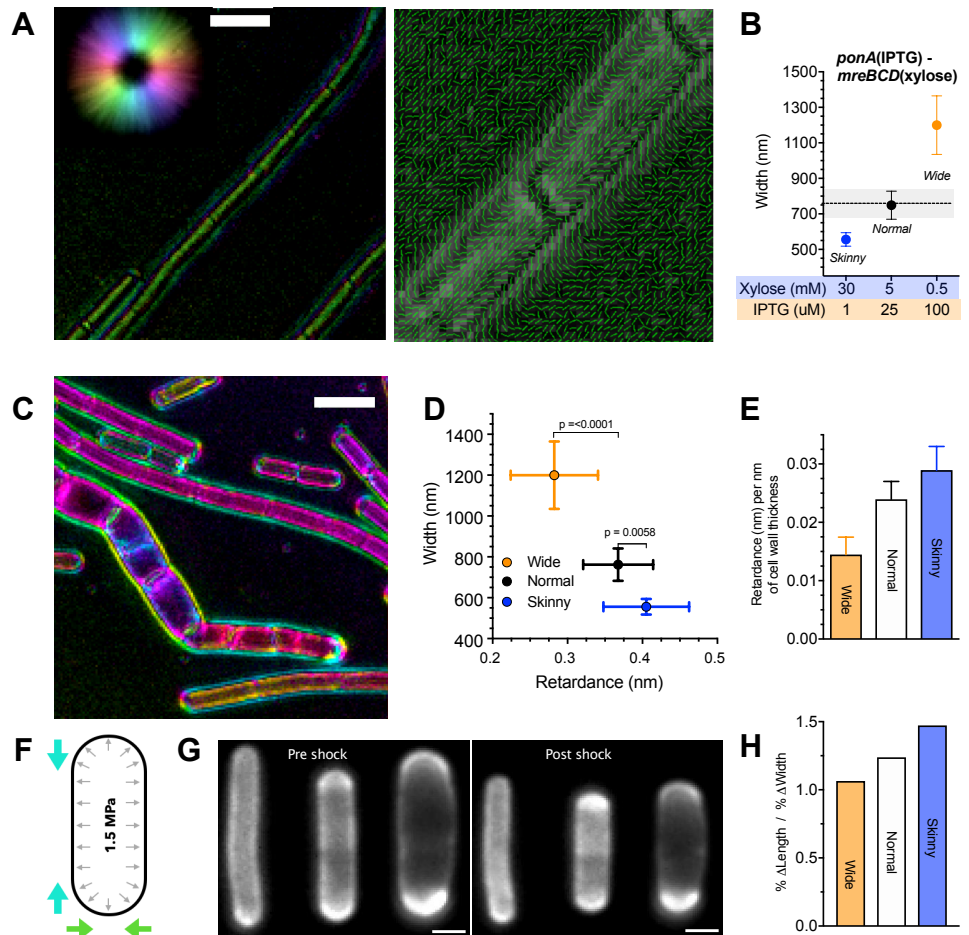 A
B
ponA(IPTG) -
mreBCD(xylose)
1500
1300
1100
900
700
500
Width (nm)
Wide
Normal
Skinny
Xylose (mM) 30 5 0.5
IPTG (uM) 1 25 100
C
D
1400
1200
1000
800
600
400
Width (nm)
p =<0.0001
p = 0.0058
Wide
Normal
Skinny
0.2 0.3 0.4 0.5
Retardance (nm)
E
Retardance (nm) per nm
of cell wall thickness
0.03
0.02
0.01
0.00
Wide
Normal
Skinny
F
1.5 MPa
G
Pre shock
Post shock
H
% ΔLength / % ΔWidth
1.5
1.0
0.5
0.0
Wide
Normal
Skinny